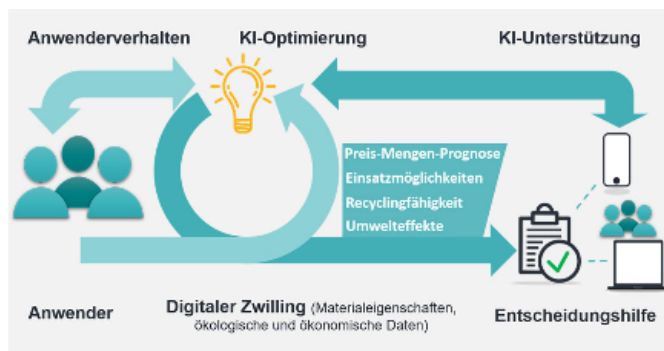 Anwenderverhalten
KI-Optimierung
KI-Unterstützung
Preis-Mengen-Prognose
Einsatzmöglichkeiten
Recyclingfähigkeit
Umwelteffekte
Anwender
Digitaler Zwilling (Materialeigenschaften,
ökologische und ökonomische Daten)
Entscheidungshilfe